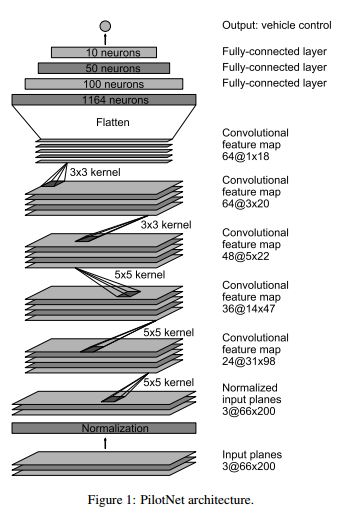 Output: vehicle control
10 neurons
Fully-connected layer
50 neurons
Fully-connected layer
100 neurons
Fully-connected layer
1164 neurons
Flatten
Convolutional
feature map
64@1x18
3x3 kernel
Convolutional
feature map
64@3x20
3x3 kernel
Convolutional
feature map
48@5x22
5x5 kernel
Convolutional
feature map
36@14x47
5x5 kernel
Convolutional
feature map
24@31x98
5x5 kernel
Normalized
input planes
3@66x200
Normalization
Input planes
3@66x200
Figure 1: PilotNet architecture.